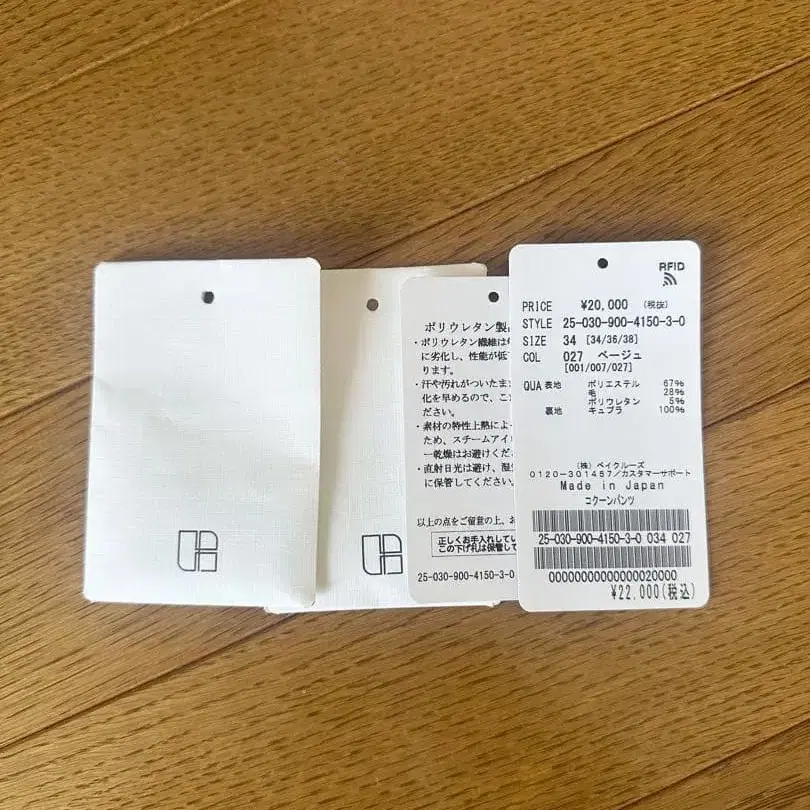 ポリウレタン製
・ポリウレタン繊維は
に劣化し、性能が低
ります。
・汗や汚れがついたまま
化を早めるので、こ
ださい。
・素材の特性上熱によ
ため、スチームアイ
一乾燥はお避けくだ
・直射日光は避け、湿
に保管してください。
以上の点をご留意の上、お
正しくお手入れしてい
この下げ札は保管して
25-030-900-4150-3-0
RFID
PRICE ¥20,000 (税抜)
STYLE 25-030-900-4150-3-0
SIZE 34 [34/36/38]
COL 027 ベージュ
[001/007/027]
QUA 表地 ポリエステル 67%
毛 28%
ポリウレタン 5%
裏地 キュプラ 100%
(株) ベイクルーズ
0120-301457/カスタマーサポート
Made in Japan
コクーンパンツ
25-030-900-4150-3-0 034 027
00000000000000020000
¥22,000(税込)